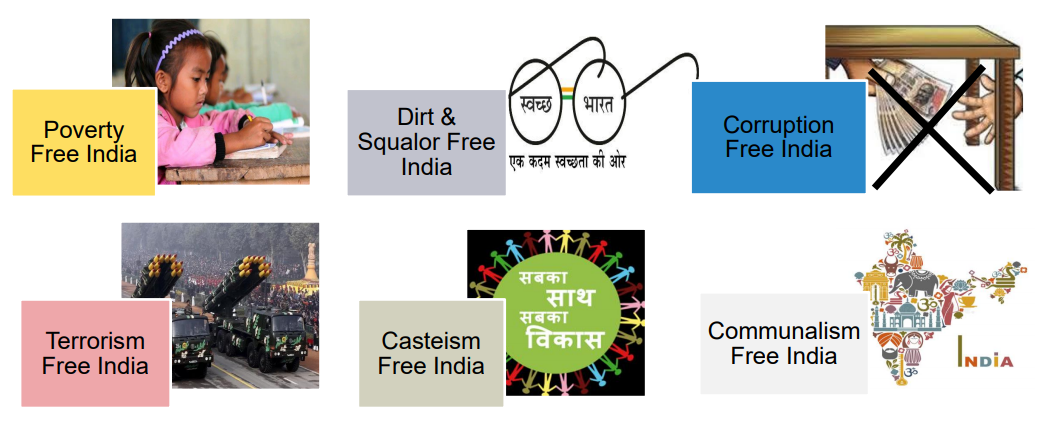 Poverty
Free India
Dirt &
Squalor Free
India
स्वच्छ भारत
एक कदम स्वच्छता की ओर
Corruption
Free India
Terrorism
Free India
Casteism
Free India
सबका
साथ
सबका
विकास
Communalism
Free India
INDIA